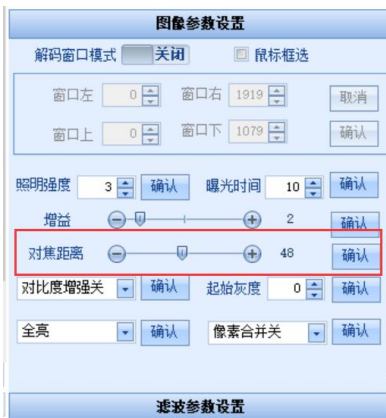 图像参数设置
解码窗口模式 关闭 鼠标框选
窗口左 0 窗口右 1919 取消
窗口上 0 窗口下 1079 确认
照明强度 3 确认 曝光时间 10 确认
增益 2 确认
对焦距离 48 确认
对比度增强关 确认 起始灰度 0 确认
全亮 确认 像素合并关 确认
滤波参数设置